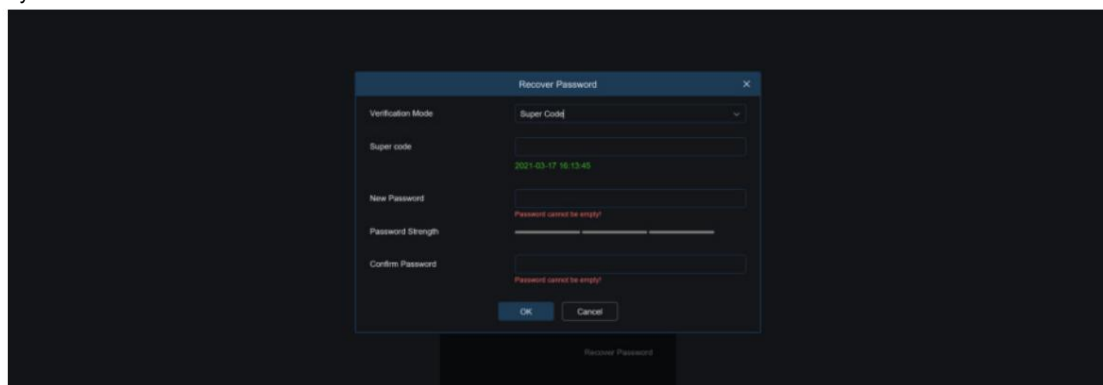 Recover Password
Verification Mode Super Code
Super code
2021-03-17 16:13:45
New Password
Password cannot be empty!
Password Strength
Confirm Password
Password cannot be empty!
OK Cancel
Recover Password